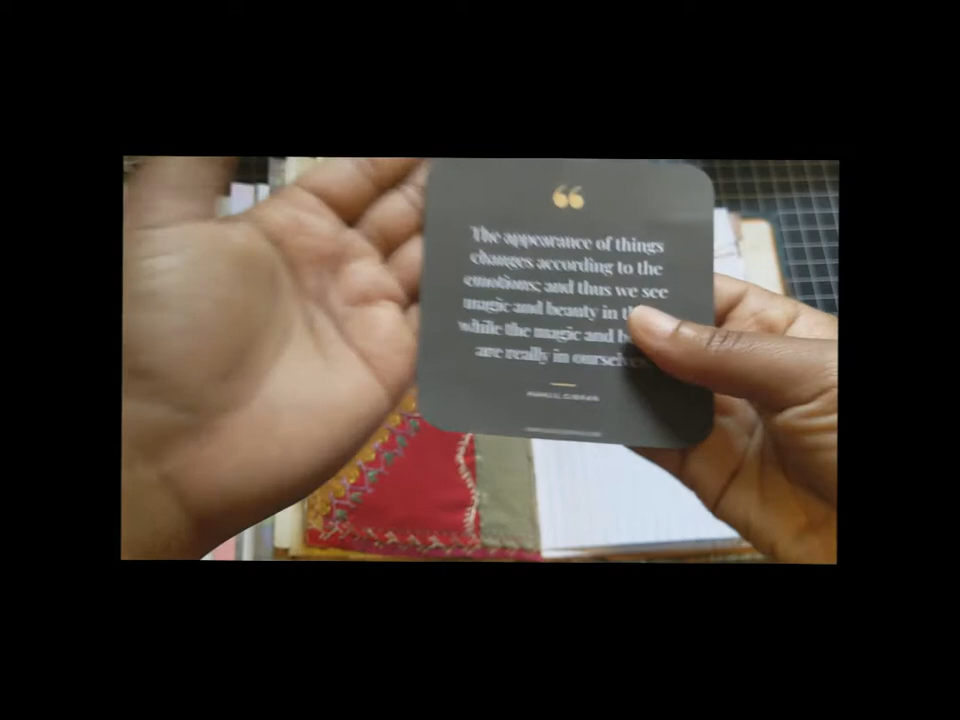 “
The appearance of things
changes according to the
emotions; and thus we see
magic and beauty in
while the magic and
are really in